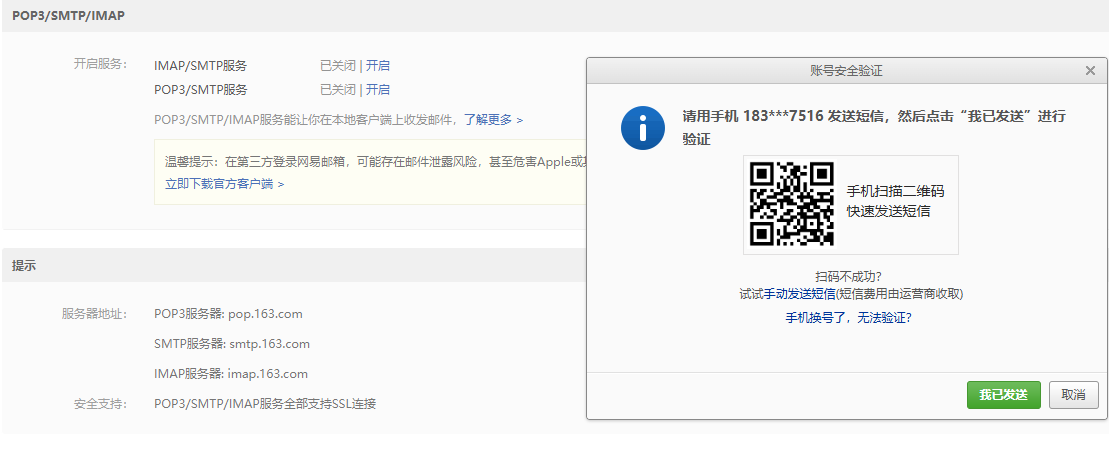 POP3/SMTP/IMAP
开启服务：
IMAP/SMTP服务
已关闭 | 开启
POP3/SMTP服务
已关闭 | 开启
POP3/SMTP/IMAP服务能让你在本地客户端上收发邮件，了解更多 >
温馨提示：在第三方登录网易邮箱，可能存在邮件泄露风险，甚至危害Apple或
立即下载官方客户端 >
提示
服务器地址：
POP3服务器: pop.163.com
SMTP服务器: smtp.163.com
IMAP服务器: imap.163.com
安全支持：
POP3/SMTP/IMAP服务全部支持SSL连接
账号安全验证
请用手机 183***7516 发送短信，然后点击“我已发送”进行
验证
手机扫描二维码
快速发送短信
扫码不成功?
试试手动发送短信(短信费用由运营商收取)
手机换号了，无法验证?
我已发送
取消